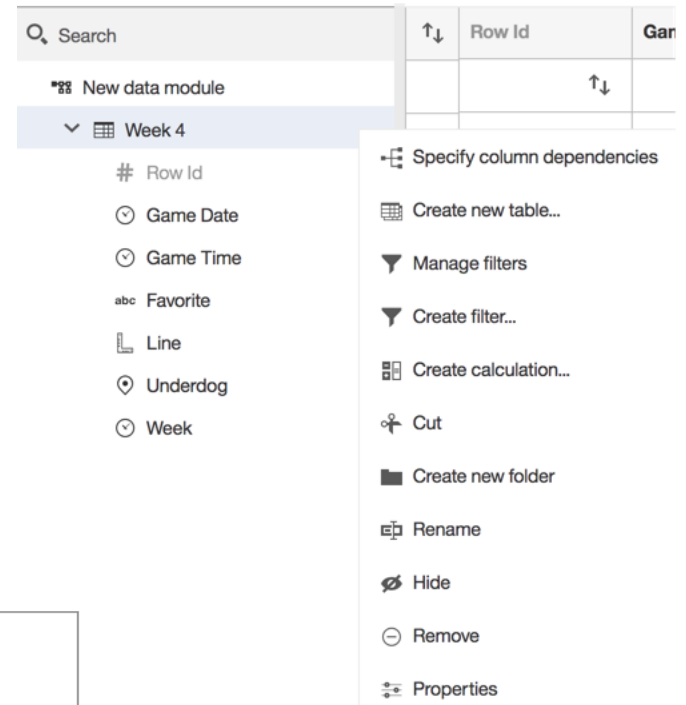 Search
New data module
Week 4
# Row Id
Game Date
Game Time
abc Favorite
Line
Underdog
Week
Row Id
Gam
Specify column dependencies
Create new table...
Manage filters
Create filter...
Create calculation...
Cut
Create new folder
Rename
Hide
Remove
Properties